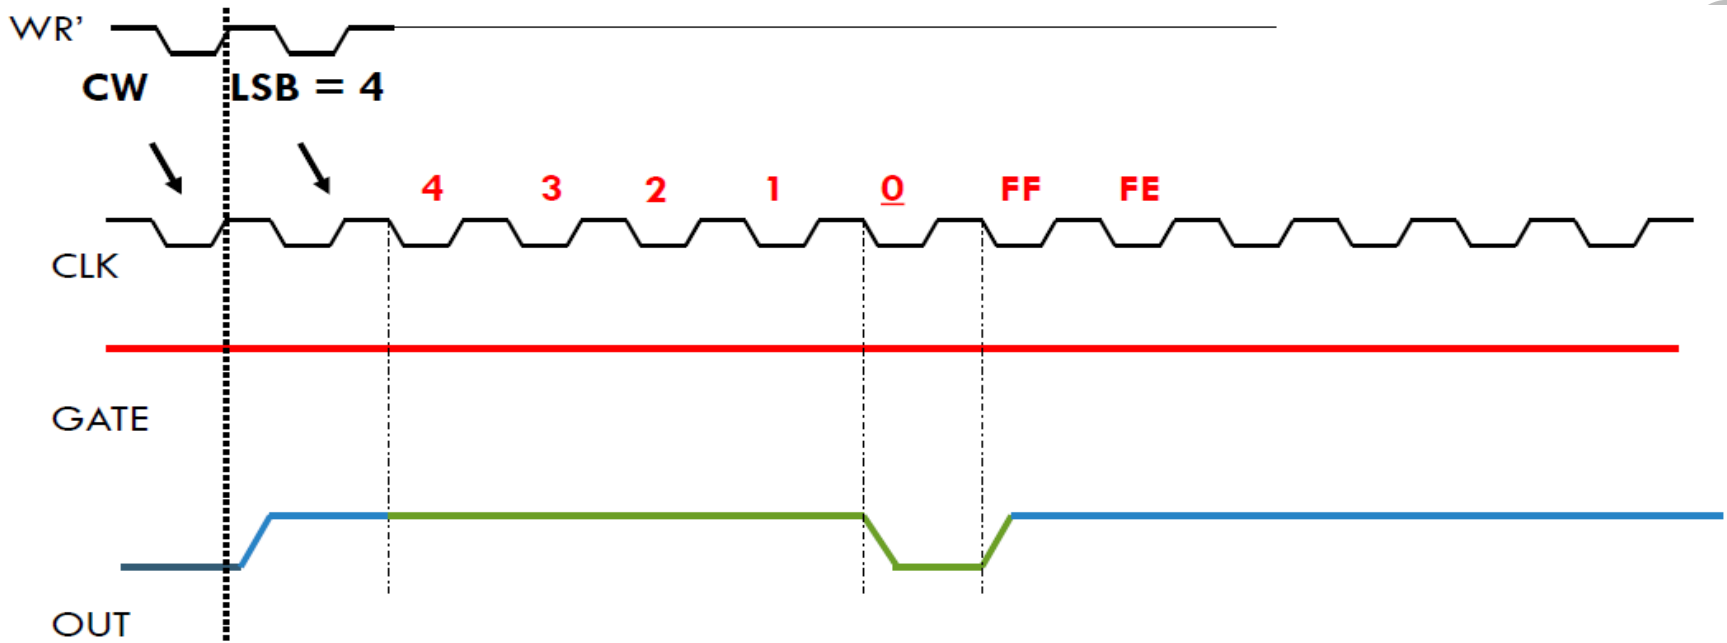 WR’
CW LSB = 4
4 3 2 1 0 FF FE
CLK
GATE
OUT